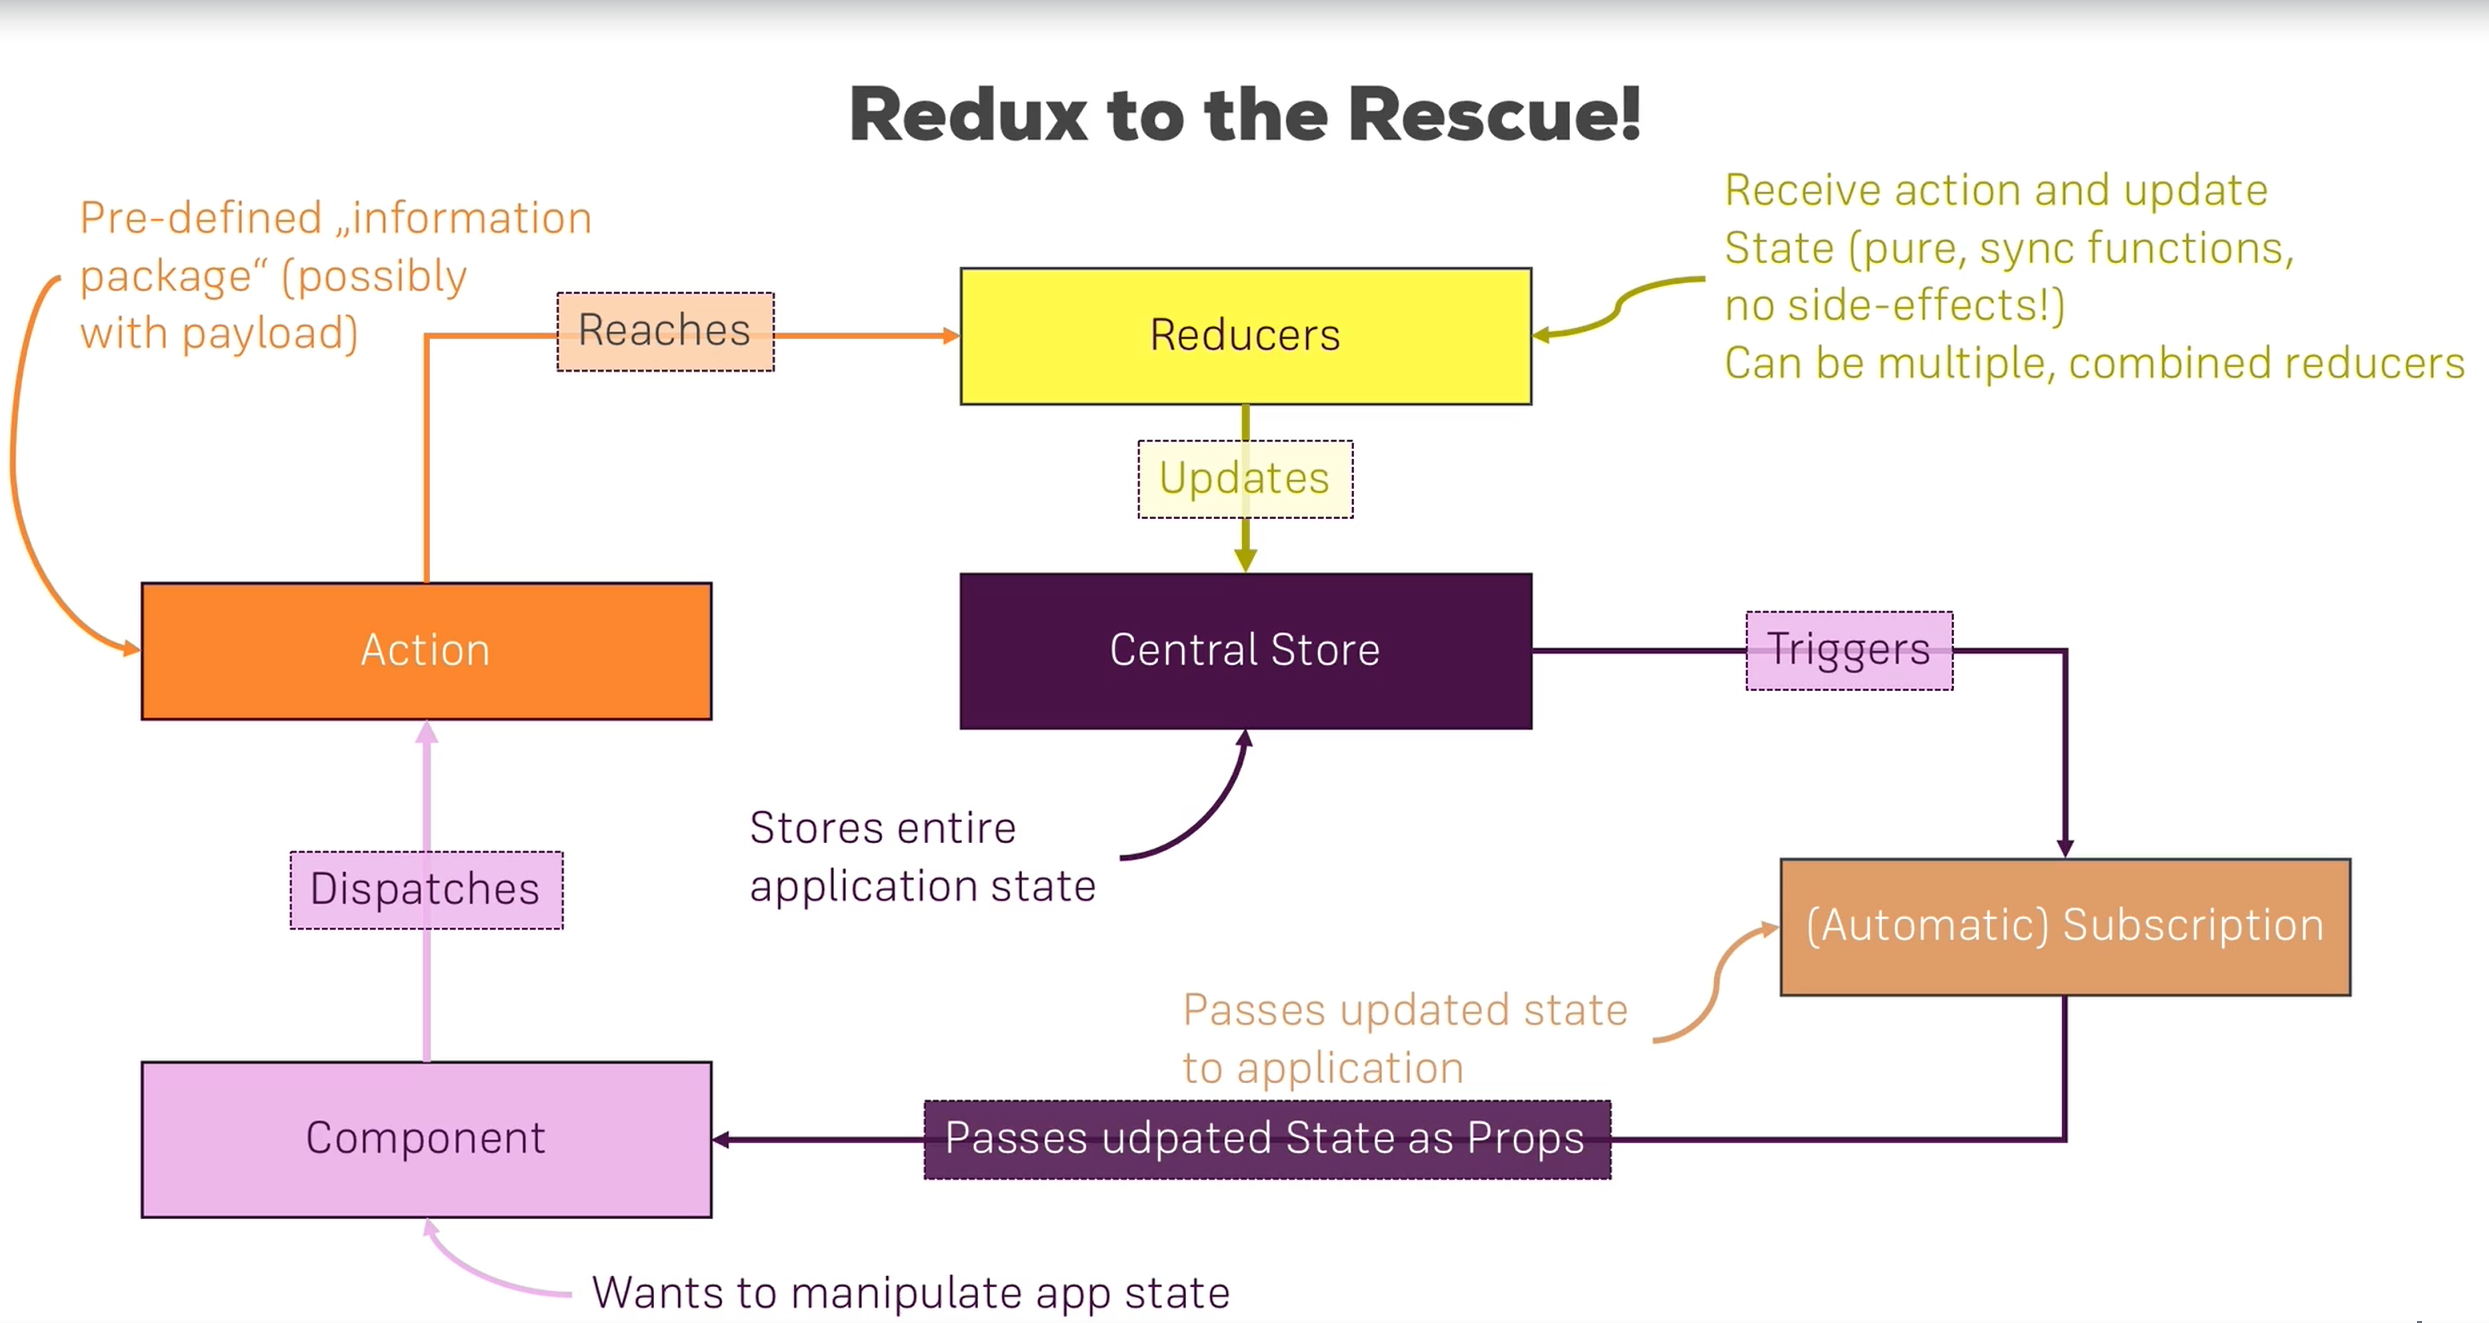 Redux to the Rescue!
Pre-defined „information
package“ (possibly
with payload)
Reaches
Reducers
Receive action and update
State (pure, sync functions,
no side-effects!)
Can be multiple, combined reducers
Updates
Action
Central Store
Triggers
Stores entire
application state
Dispatches
(Automatic) Subscription
Passes updated state
to application
Component
Passes udpated State as Props
Wants to manipulate app state